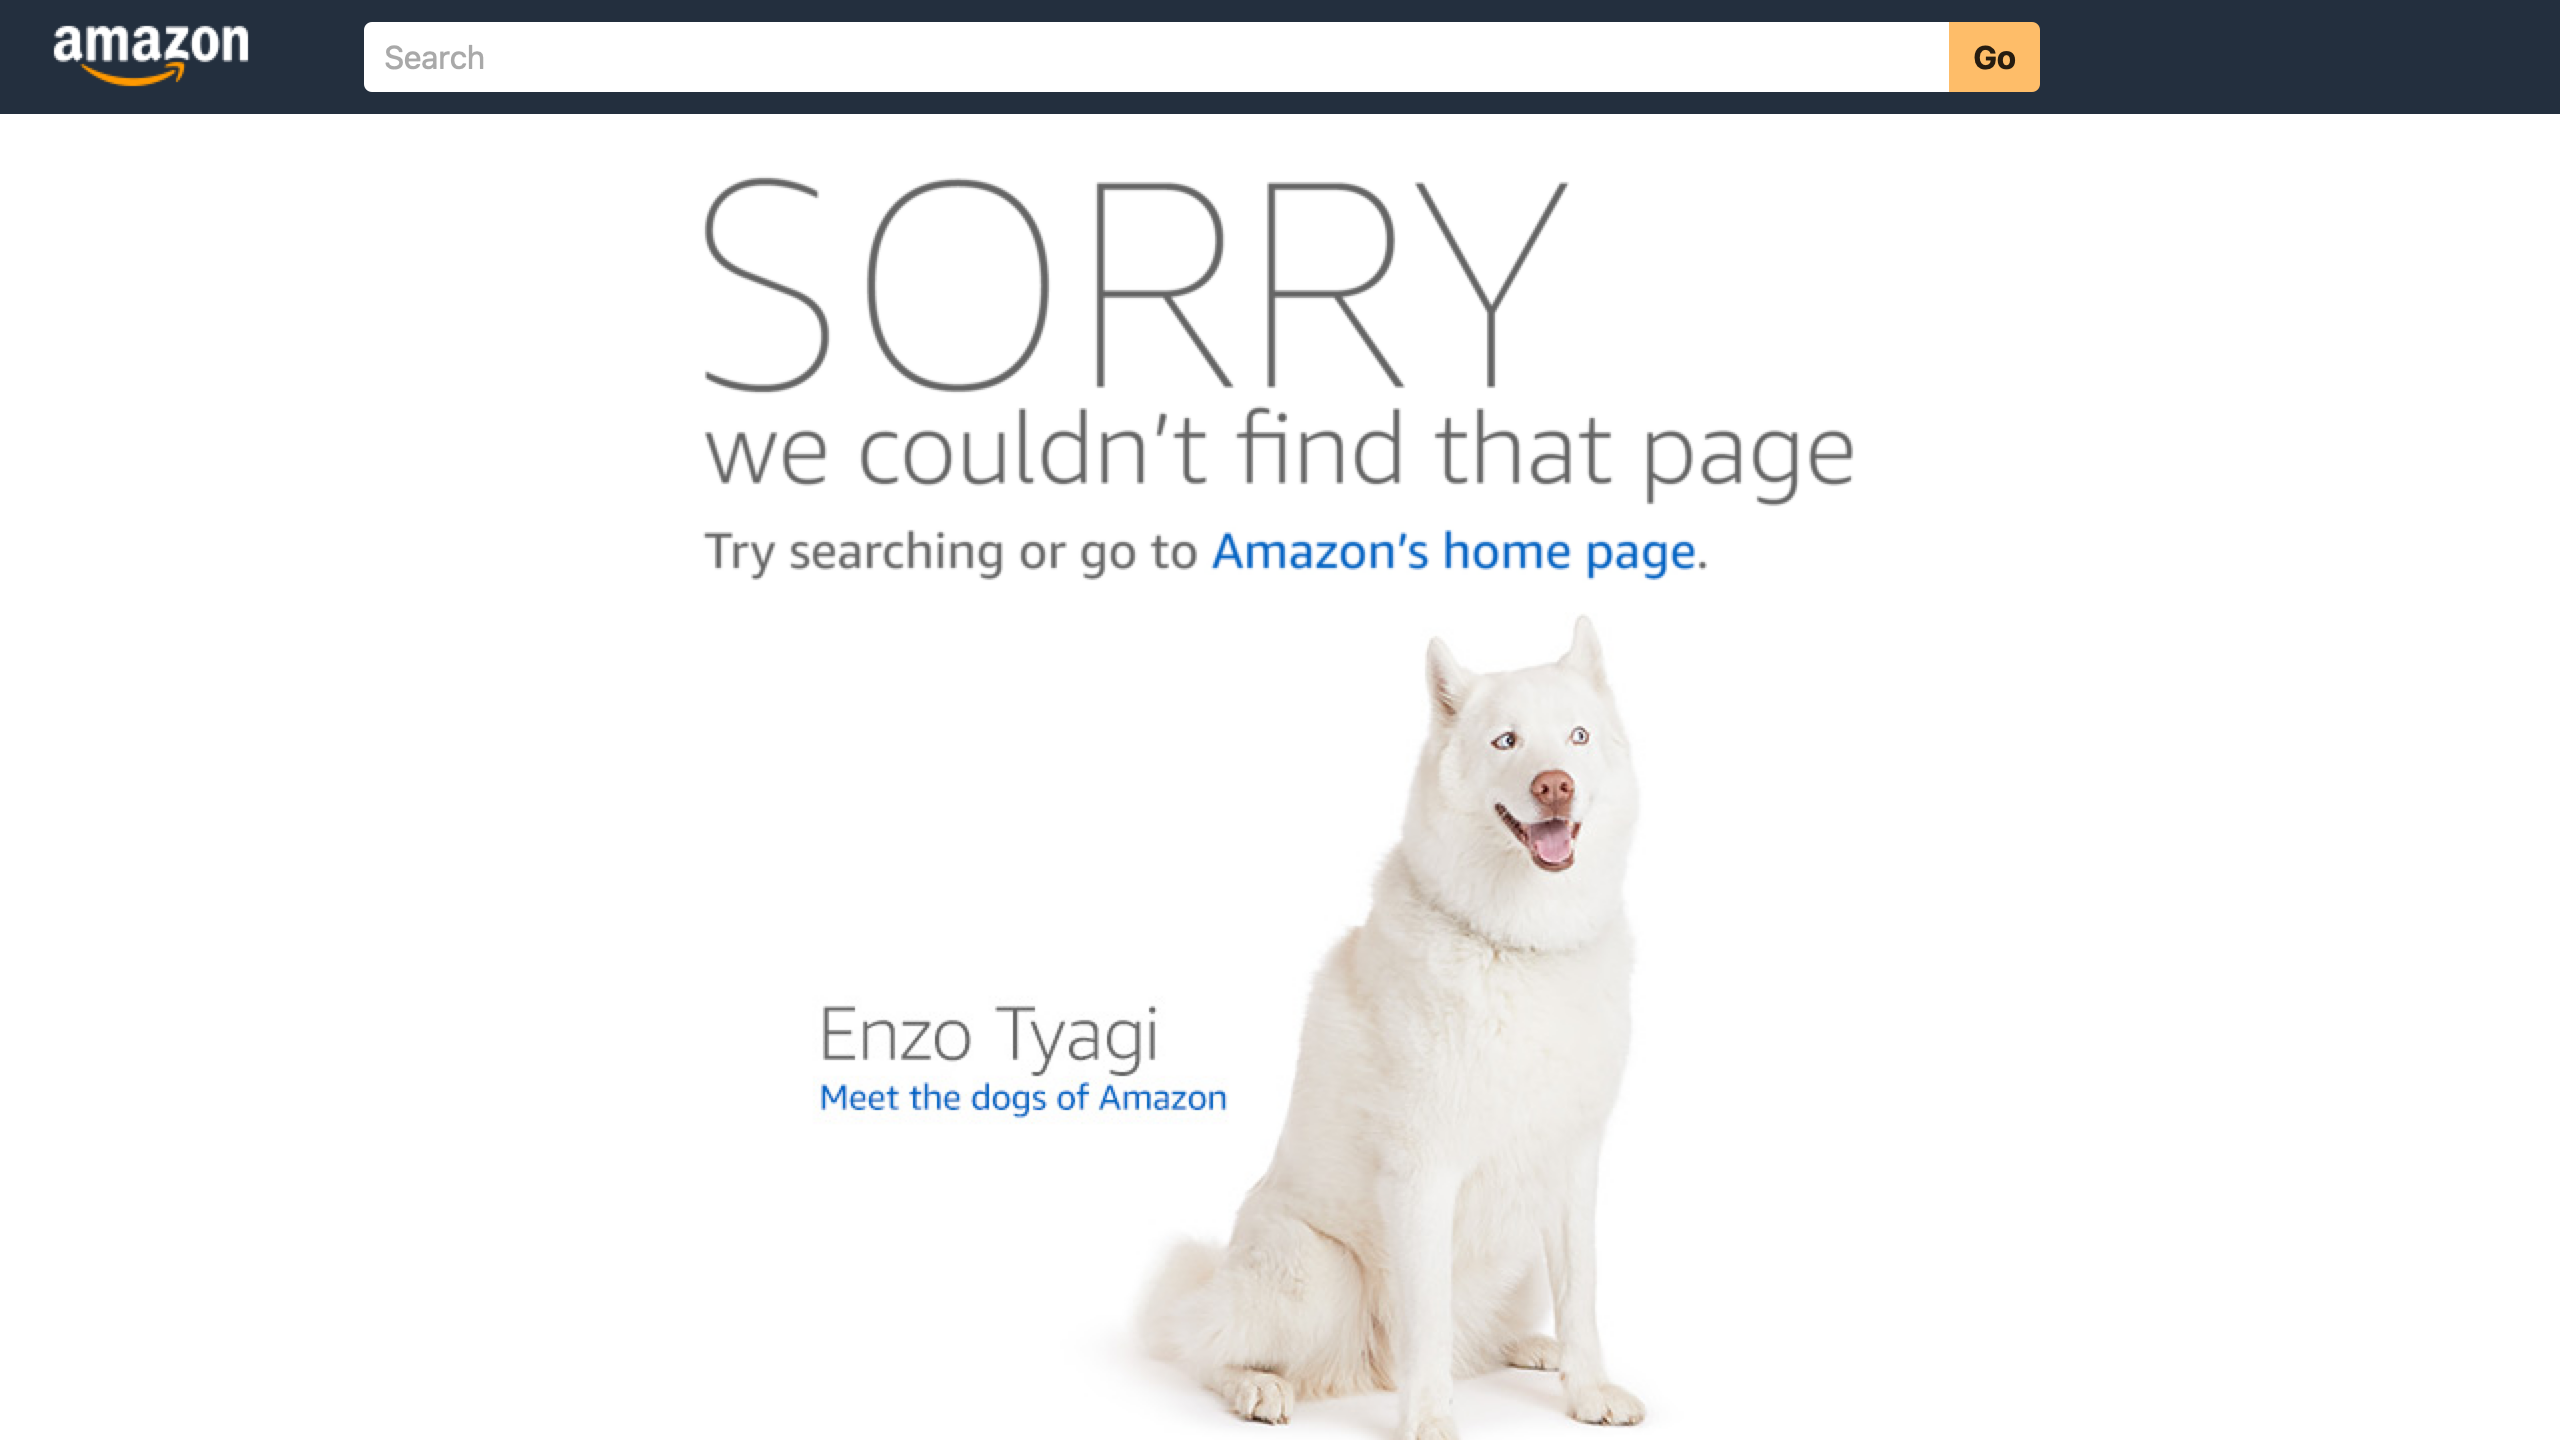 amazon
Search
Go
SORRY
we couldn't find that page
Try searching or go to Amazon's home page.
Enzo Tyagi
Meet the dogs of Amazon